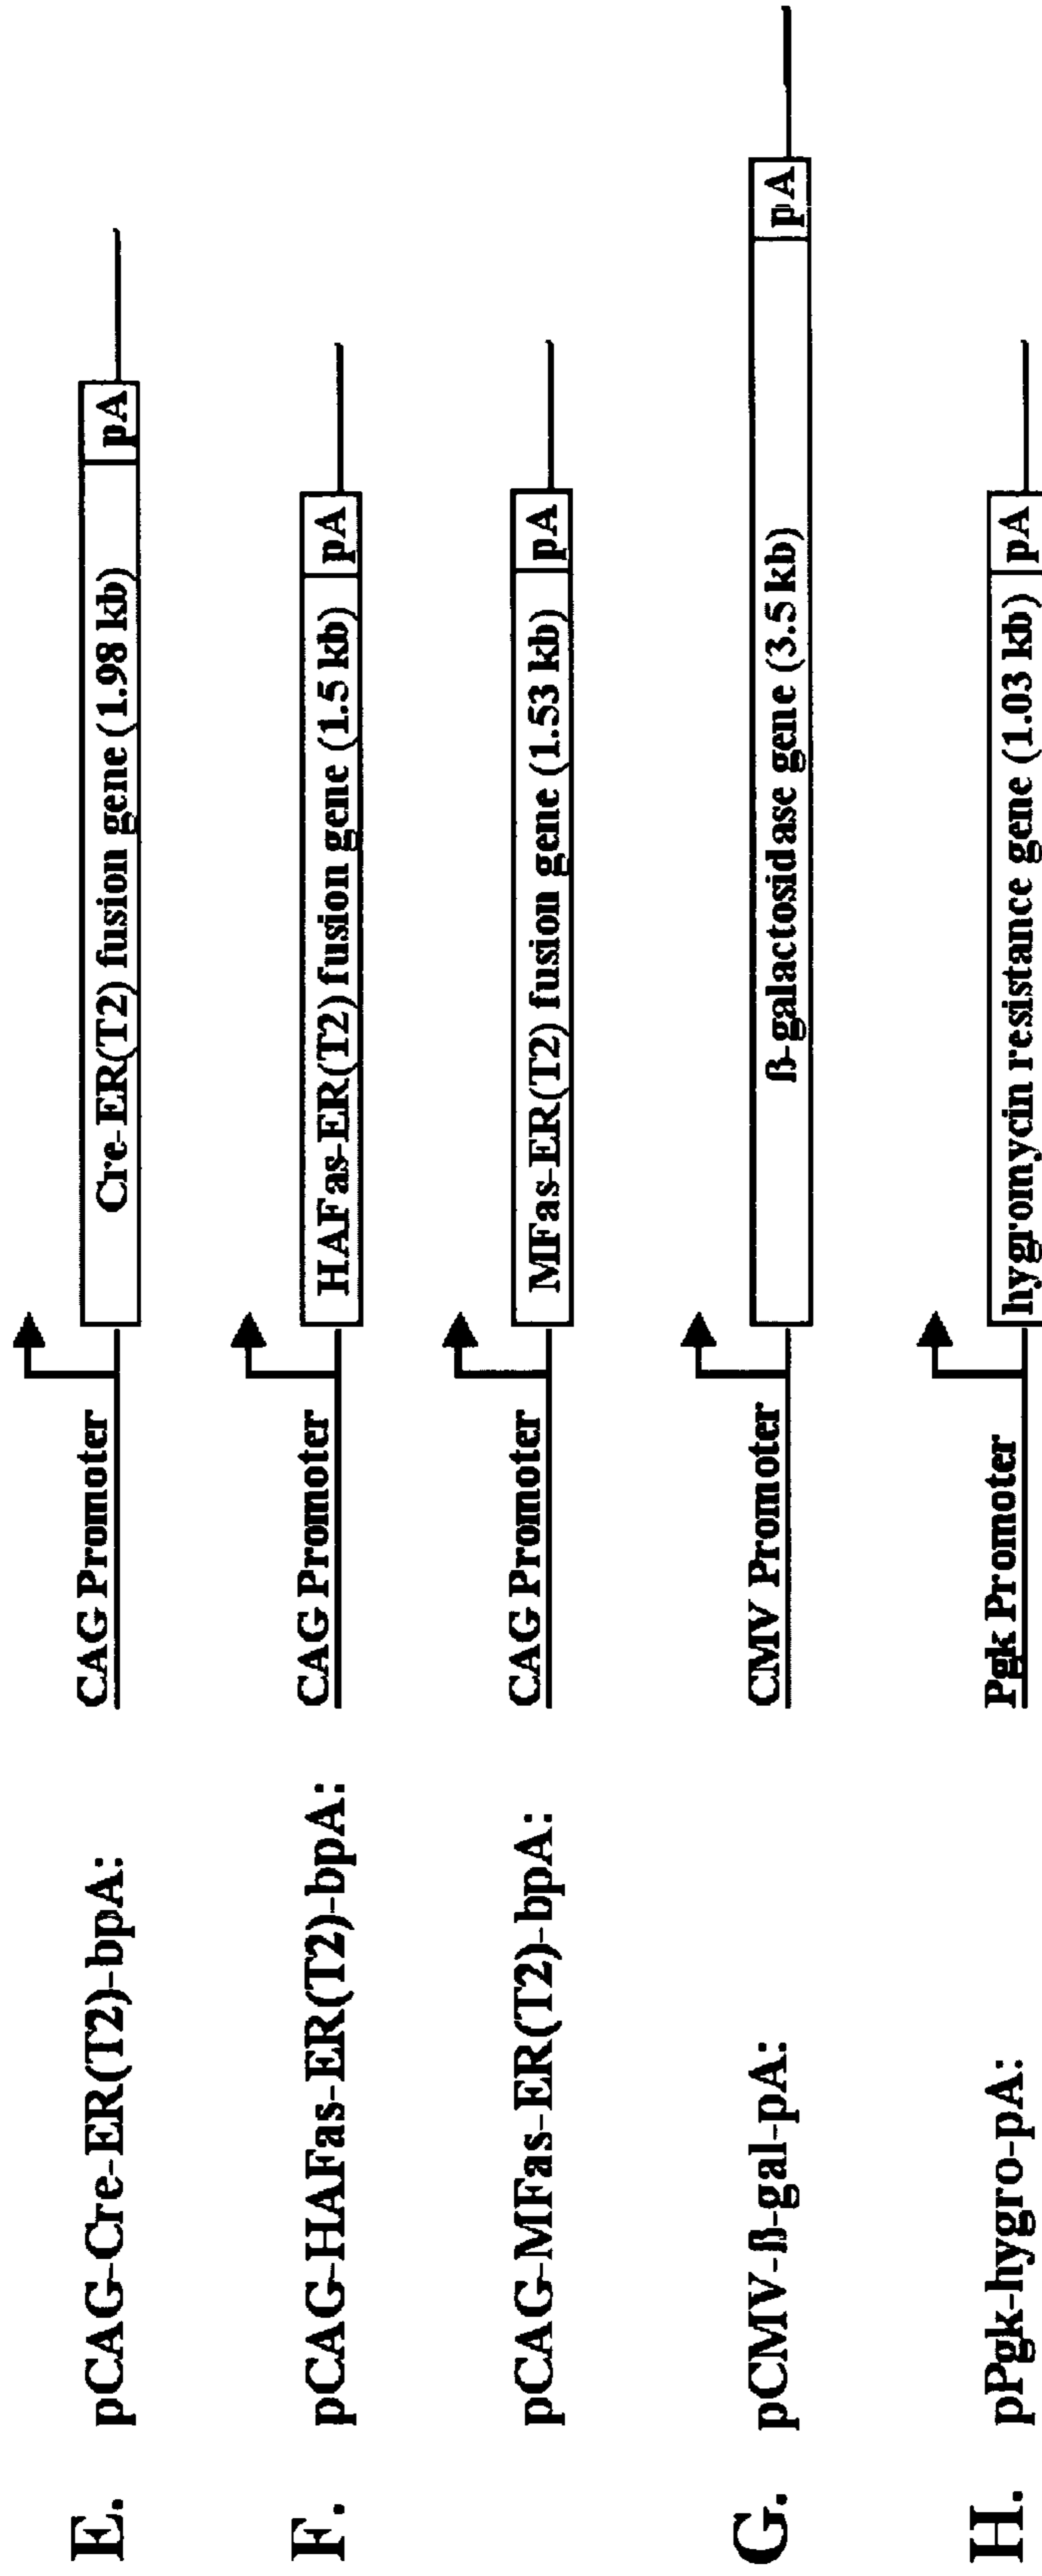 E. pCAG-Cre-ER(T2)-bpA: CAG Promoter Cre-ER(T2) fusion gene (1.98 kb) pA
F. pCAG-HAFas-ER(T2)-bpA: CAG Promoter HAFas-ER(T2) fusion gene (1.5 kb) pA
pCAG-MFas-ER(T2)-bpA: CAG Promoter MFas-ER(T2) fusion gene (1.53 kb) pA
G. pCMV-ß-gal-pA: CMV Promoter ß-galactosidase gene (3.5 kb) pA
H. pPgk-hygro-pA: Pgk Promoter hygromycin resistance gene (1.03 kb) pA